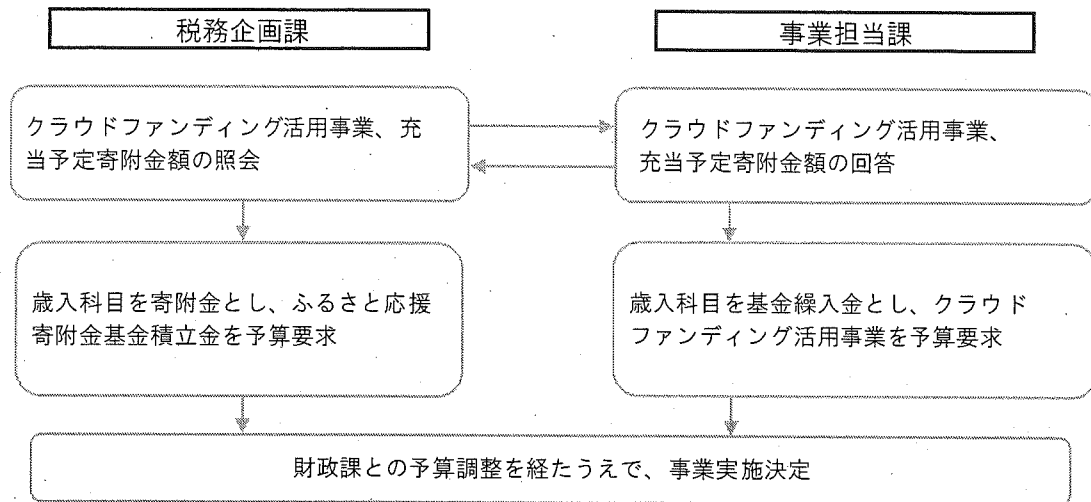 税務企画課
事業担当課
クラウドファンディング活用事業、充
当予定寄附金額の照会
クラウドファンディング活用事業、
充当予定寄附金額の回答
歳入科目を寄附金とし、ふるさと応援
寄附金基金積立金を予算要求
歳入科目を基金繰入金とし、クラウド
ファンディング活用事業を予算要求
財政課との予算調整を経たうえで、事業実施決定